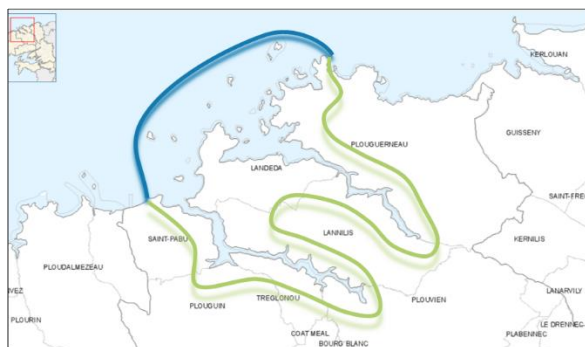 KERLOUAN
GUISSENY
PLOUGUERNEAU
LANDEDA
SAINT-FRE
LANNILIS
SAINT-PABU
KERNILIS
PLOUDALMEZEAU
IVEZ
TREGLONOU
PLOUVIEN
LANARVILY
PLOUGUIN
PLOURIN
LE DRENNEC
COAT MEAL
PLABENNEC
BOURG BLANC